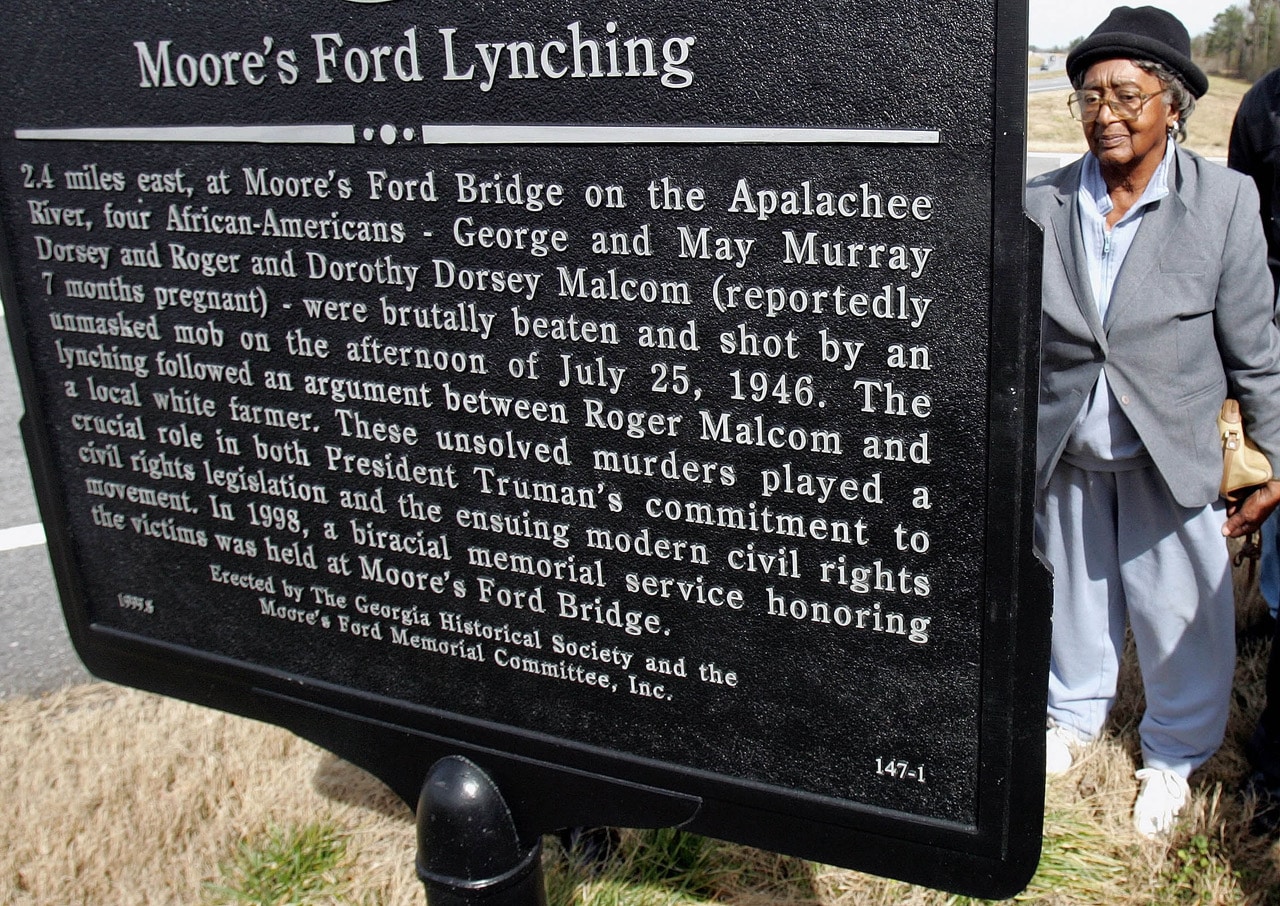 Moore's Ford Lynching
2.4 miles east, at Moore's Ford Bridge on the Apalachee
River, four African-Americans - George and May Murray
Dorsey and Roger and Dorothy Dorsey Malcom (reportedly
7 months pregnant) - were brutally beaten and shot by an
unmasked mob on the afternoon of July 25, 1946. The
lynching followed an argument between Roger Malcom and
a local white farmer. These unsolved murders played a
crucial role in both President Truman's commitment to
civil rights legislation and the ensuing modern civil rights
movement. In 1998, a biracial memorial service honoring
the victims was held at Moore's Ford Bridge.
Erected by The Georgia Historical Society and the
Moore's Ford Memorial Committee, Inc.
147-1